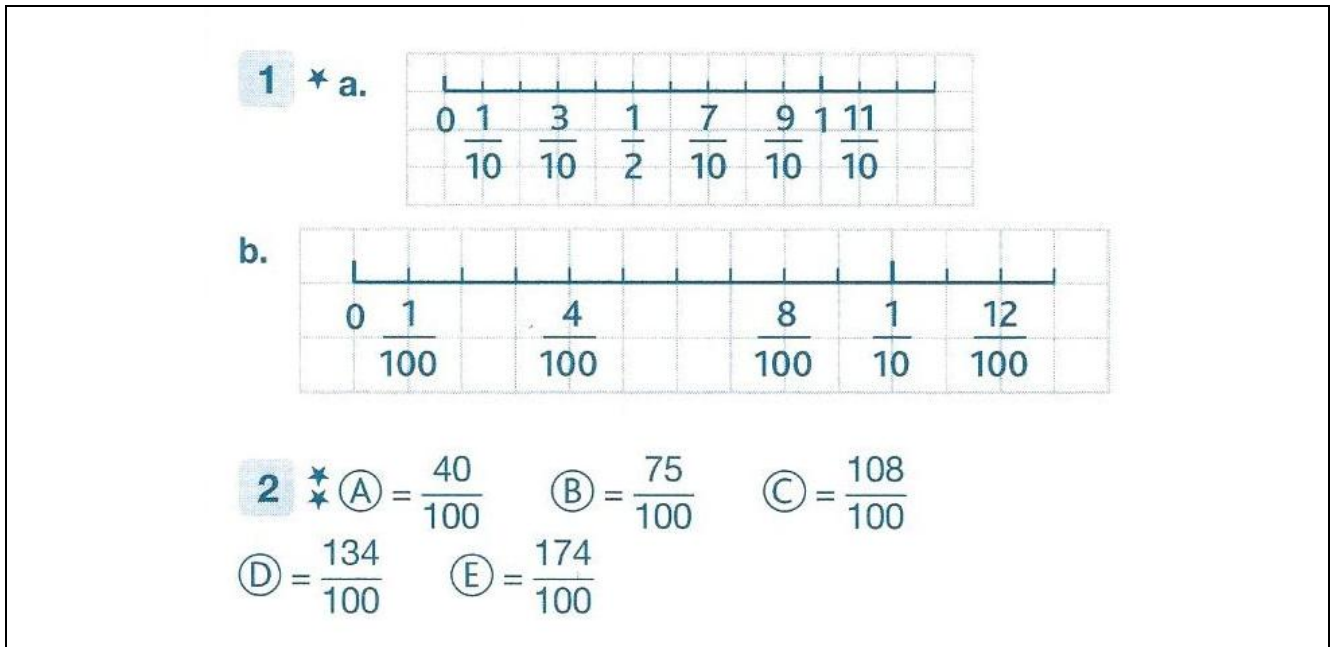 1 * a.
0 1/10 3/10 1/2 7/10 9/10 1 11/10
b.
0 1/100 4/100 8/100 1/10 12/100
2 ** Ⓐ = 40/100 Ⓑ = 75/100 Ⓒ = 108/100
Ⓓ = 134/100 Ⓔ = 174/100